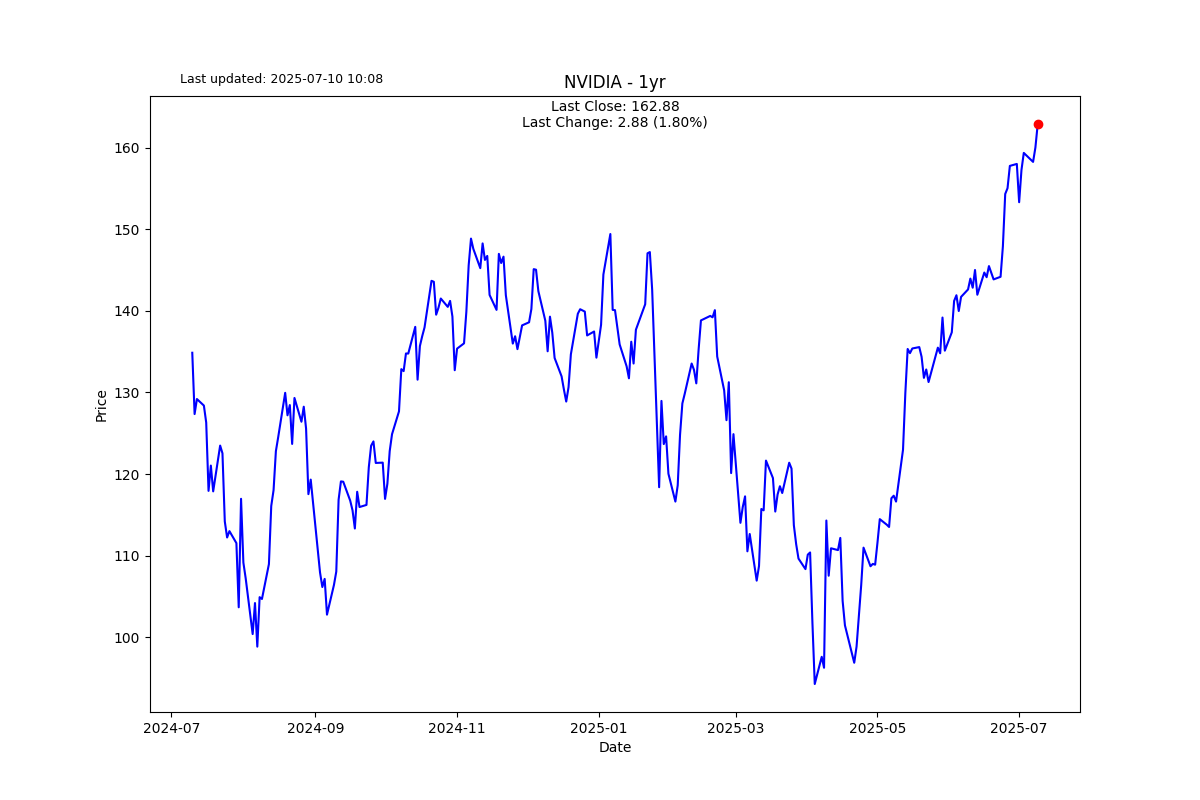 Last updated: 2025-07-10 10:08
NVIDIA - 1yr
Last Close: 162.88
Last Change: 2.88 (1.80%)
160
150
140
130
120
110
100
Price
2024-07 2024-09 2024-11 2025-01 2025-03 2025-05 2025-07
Date